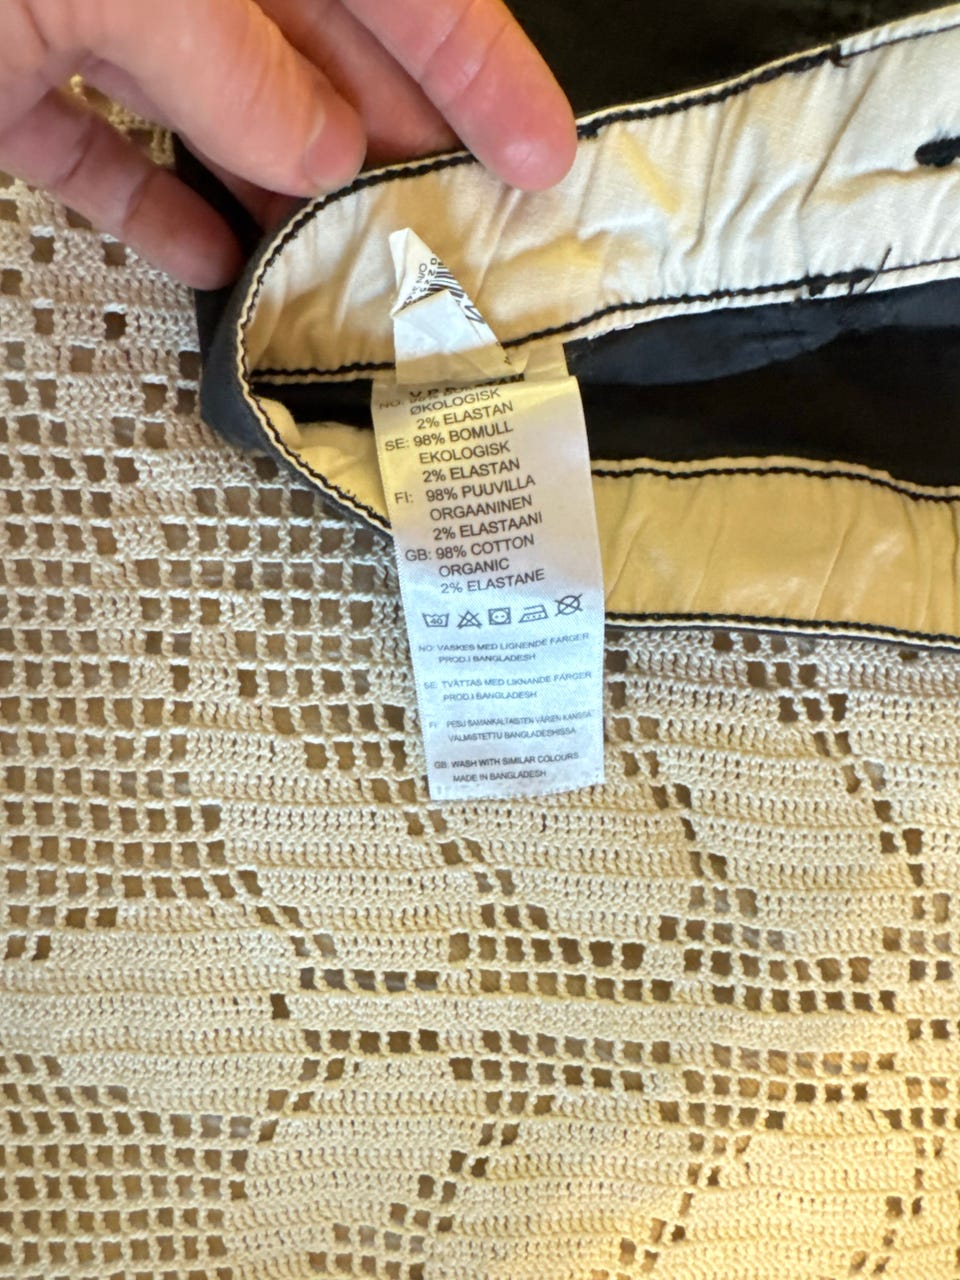 ØKOLOGISK
2% ELASTAN
SE: 98% BOMULL
EKOLOGISK
2% ELASTAN
FI: 98% PUUVILLA
ORGAANINEN
2% ELASTAANI
GB: 98% COTTON
ORGANIC
2% ELASTANE
40
NO: VASKES MED LIGNENDE FARGER
PROD.I BANGLADESH
SE: TVÄTTAS MED LIKNANDE FÄRGER
PROD.I BANGLADESH
FI: PESU SAMANKALTAISTEN VÄRIEN KANSSA
VALMISTETTU BANGLADESHISSA
GB: WASH WITH SIMILAR COLOURS
MADE IN BANGLADESH